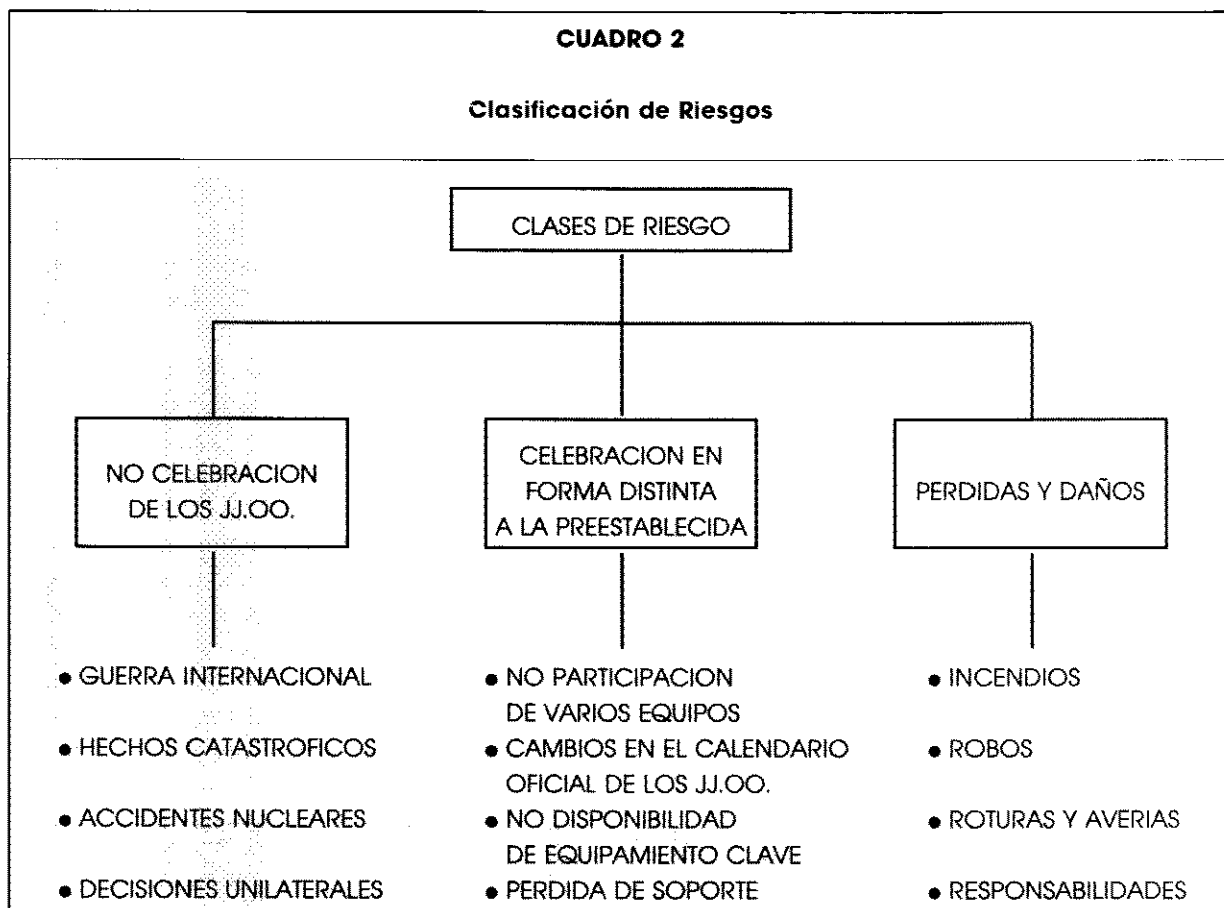 CUADRO 2
Clasificación de Riesgos
CLASES DE RIESGO
NO CELEBRACION
DE LOS JJ.OO.
CELEBRACION EN
FORMA DISTINTA
A LA PREESTABLECIDA
PERDIDAS Y DAÑOS
• GUERRA INTERNACIONAL
• HECHOS CATASTROFICOS
• ACCIDENTES NUCLEARES
• DECISIONES UNILATERALES
• NO PARTICIPACION
DE VARIOS EQUIPOS
• CAMBIOS EN EL CALENDARIO
OFICIAL DE LOS JJ.OO.
• NO DISPONIBILIDAD
DE EQUIPAMIENTO CLAVE
• PERDIDA DE SOPORTE
• INCENDIOS
• ROBOS
• ROTURAS Y AVERIAS
• RESPONSABILIDADES